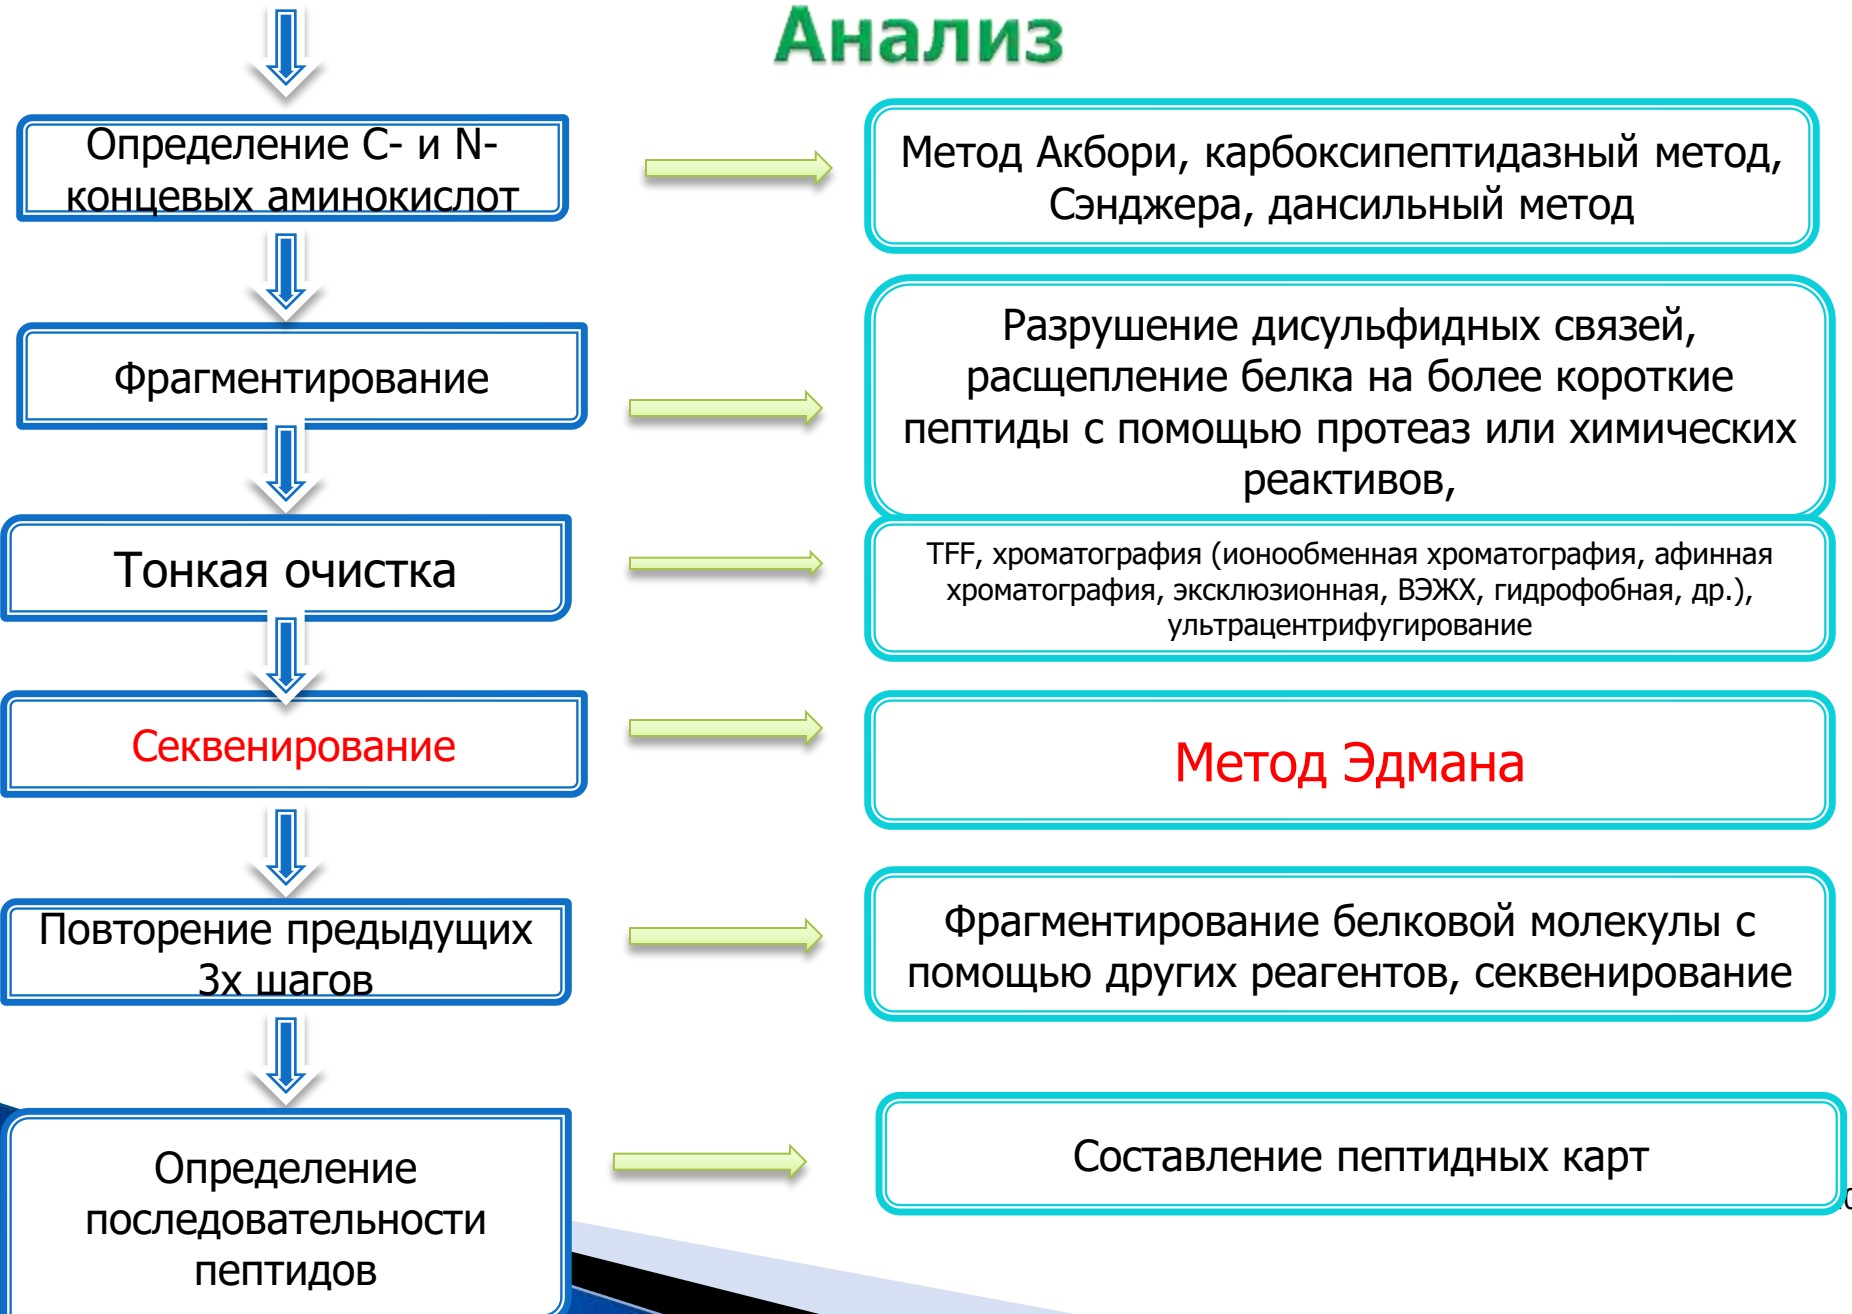 Анализ
Определение С- и N-
концевых аминокислот
Метод Акбори, карбоксипептидазный метод,
Сэнджера, дансильный метод
Фрагментирование
Разрушение дисульфидных связей,
расщепление белка на более короткие
пептиды с помощью протеаз или химических
реактивов,
Тонкая очистка
TFF, хроматография (ионообменная хроматография, афинная
хроматография, эксклюзионная, ВЭЖХ, гидрофобная, др.),
ультрацентрифугирование
Секвенирование
Метод Эдмана
Повторение предыдущих
3х шагов
Фрагментирование белковой молекулы с
помощью других реагентов, секвенирование
Определение
последовательности
пептидов
Составление пептидных карт